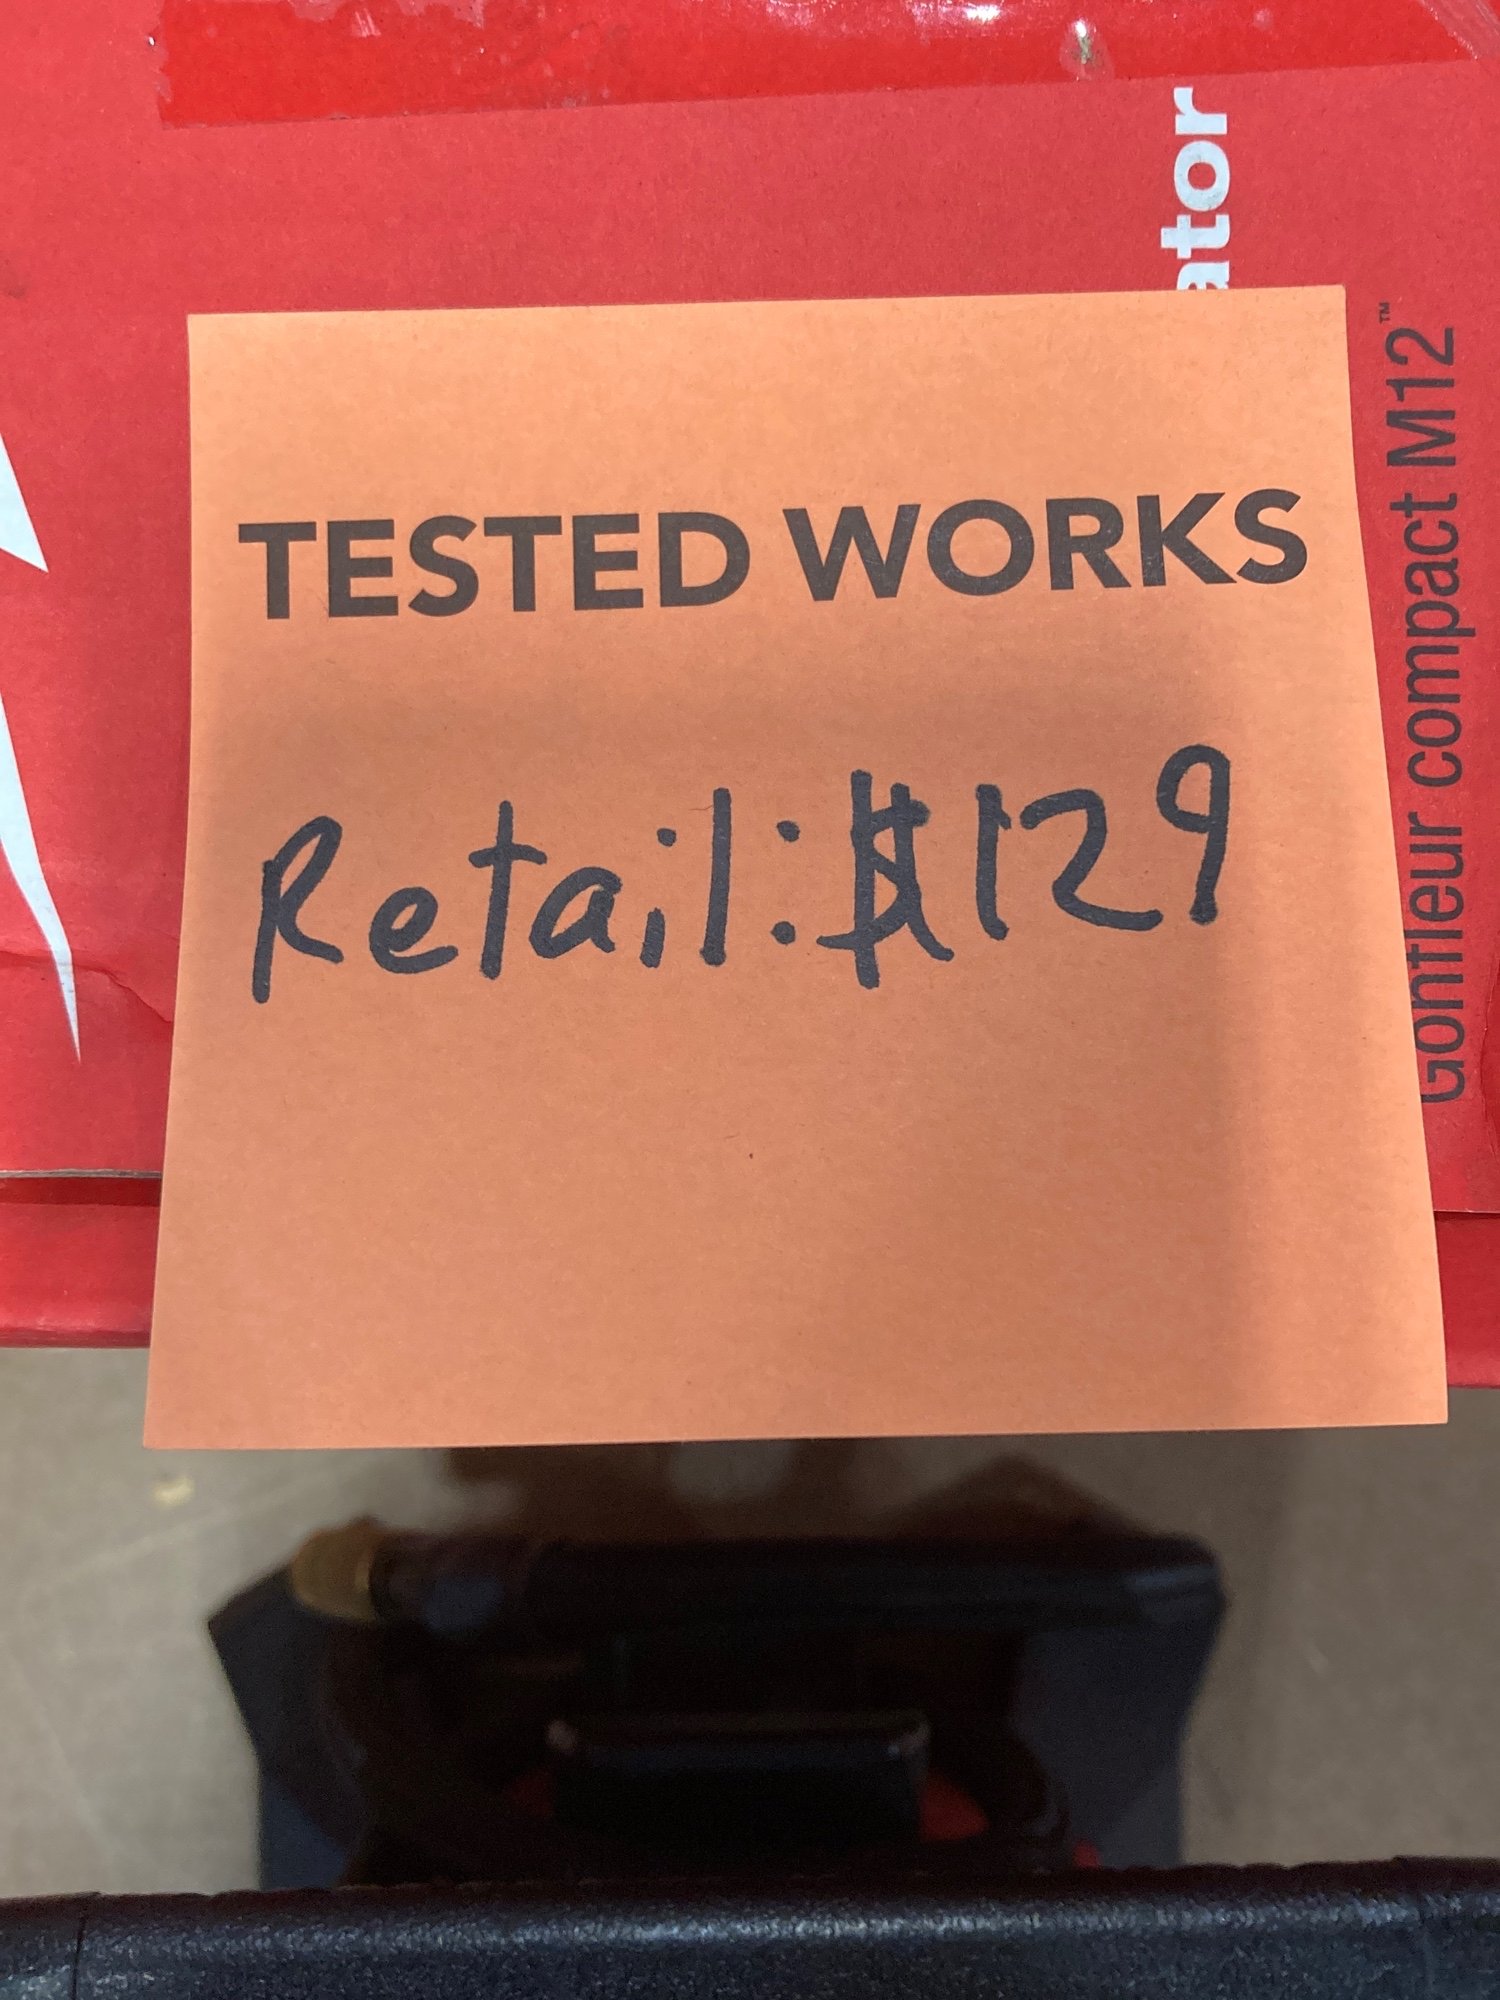 TESTED WORKS
Retail: $129
ator
Gonfleur compact M12™